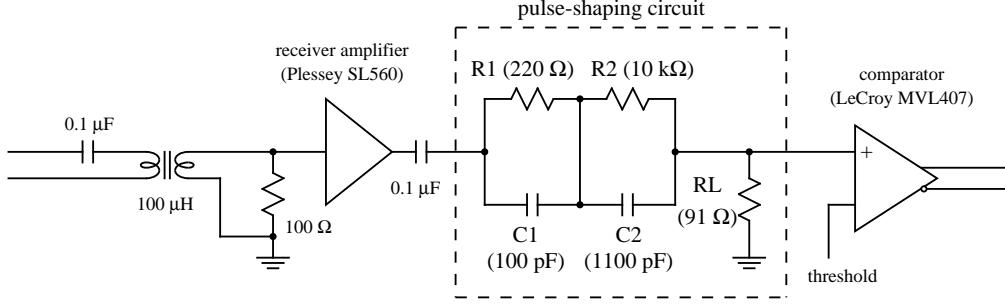 pulse-shaping circuit
receiver amplifier
(Plessey SL560)
R1 (220 Ω)
R2 (10 kΩ)
comparator
(LeCroy MVL407)
0.1 μF
+
100 μH
100 Ω
0.1 μF
C1
(100 pF)
C2
(1100 pF)
RL
(91 Ω)
threshold